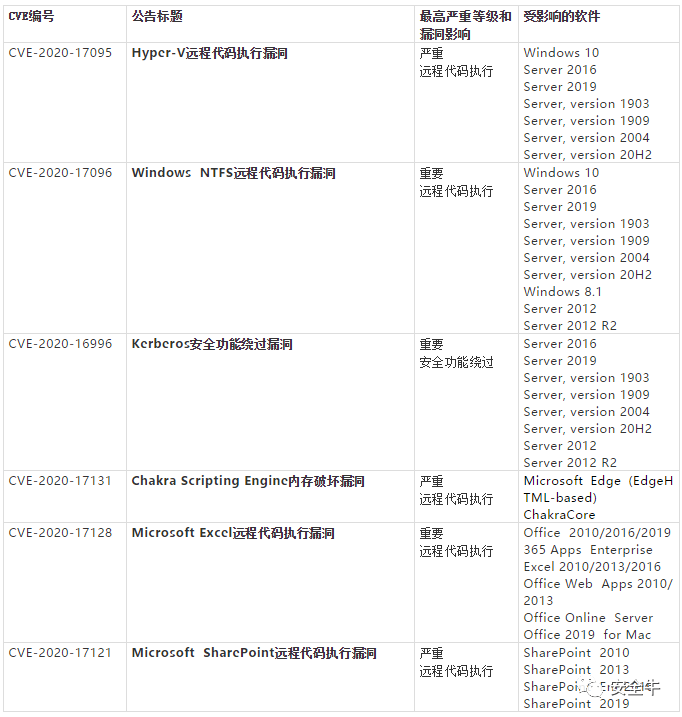 CVE编号 公告标题 最高严重等级和 受影响的软件
漏洞影响
CVE-2020-17095 Hyper-V远程代码执行漏洞 严重 Windows 10
远程代码执行 Server 2016
Server 2019
Server, version 1903
Server, version 1909
Server, version 2004
Server, version 20H2
CVE-2020-17096 Windows NTFS远程代码执行漏洞 重要 Windows 10
远程代码执行 Server 2016
Server 2019
Server, version 1903
Server, version 1909
Server, version 2004
Server, version 20H2
Windows 8.1
Server 2012
Server 2012 R2
CVE-2020-16996 Kerberos安全功能绕过漏洞 重要 Server 2016
安全功能绕过 Server 2019
Server, version 1903
Server, version 1909
Server, version 2004
Server, version 20H2
Server 2012
Server 2012 R2
CVE-2020-17131 Chakra Scripting Engine内存破坏漏洞 严重 Microsoft Edge (EdgeH
远程代码执行 TML-based)
ChakraCore
CVE-2020-17128 Microsoft Excel远程代码执行漏洞 重要 Office 2010/2016/2019
远程代码执行 365 Apps Enterprise
Excel 2010/2013/2016
Office Web Apps 2010/
2013
Office Online Server
Office 2019 for Mac
CVE-2020-17121 Microsoft SharePoint远程代码执行漏洞 严重 SharePoint 2010
远程代码执行 SharePoint 2013
SharePoint
安全牛
SharePoint 2019